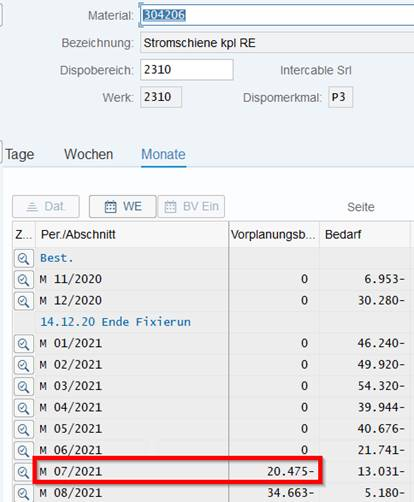 Material: 304206
Bezeichnung: Stromschiene kpl RE
Dispobereich: 2310 Intercable Srl
Werk: 2310 Dispomerkmal: P3
Tage Wochen Monate
Dat. WE BV Ein Seite
Z... Per./Abschnitt Vorplanungsb... Bedarf
Best.
M 11/2020 0 6.953-
M 12/2020 0 30.280-
14.12.20 Ende Fixierun
M 01/2021 0 46.240-
M 02/2021 0 49.920-
M 03/2021 0 54.320-
M 04/2021 0 39.944-
M 05/2021 0 40.676-
M 06/2021 0 21.741-
M 07/2021 20.475- 13.031-
M 08/2021 34.663- 5.180-